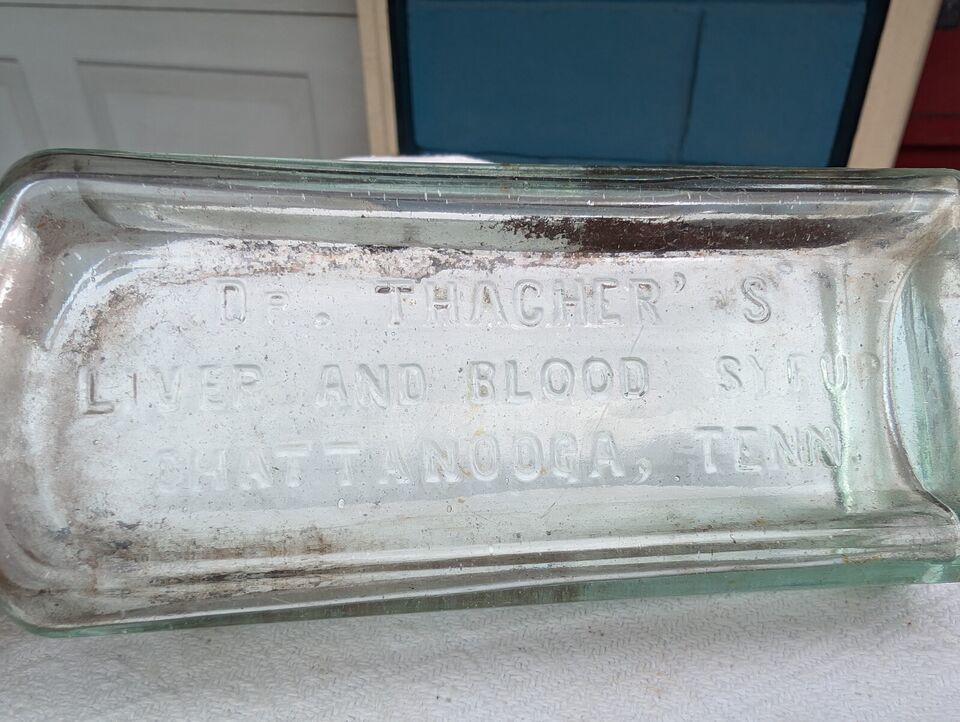 DR. THACHER'S
LIVER AND BLOOD SYRUP
CHATTANOOGA, TENN.